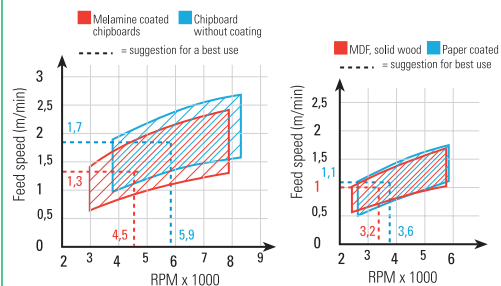 Melamine coated
chipboards
Chipboard
without coating
= suggestion for a best use
Feed speed (m/min)
3
2,5
2
1,5
1
0,5
0
1,7
1,3
4,5
5,9
2 3 4 5 6 7 8 9
RPM x 1000
MDF, solid wood
Paper coated
= suggestion for best use
Feed speed (m/min)
2,5
2
1,5
1
0,5
0
1,1
1
3,2
3,6
2 3 4 5 6
RPM x 1000